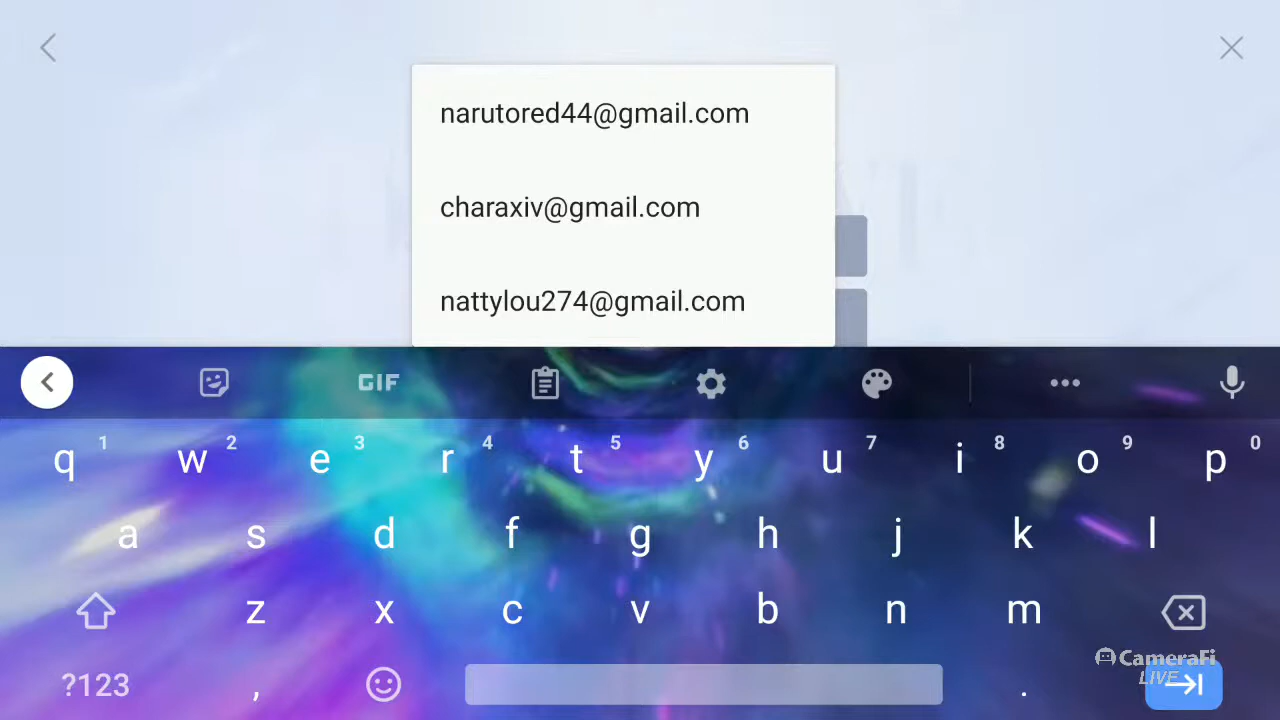 narutored44@gmail.com
charaxiv@gmail.com
nattylou274@gmail.com
GIF
q 1 w 2 e 3 r 4 t 5 y 6 u 7 i 8 o 9 p 0
a s d f g h j k l
z x c v b n m
CameraFi
LIVE
?123 , .